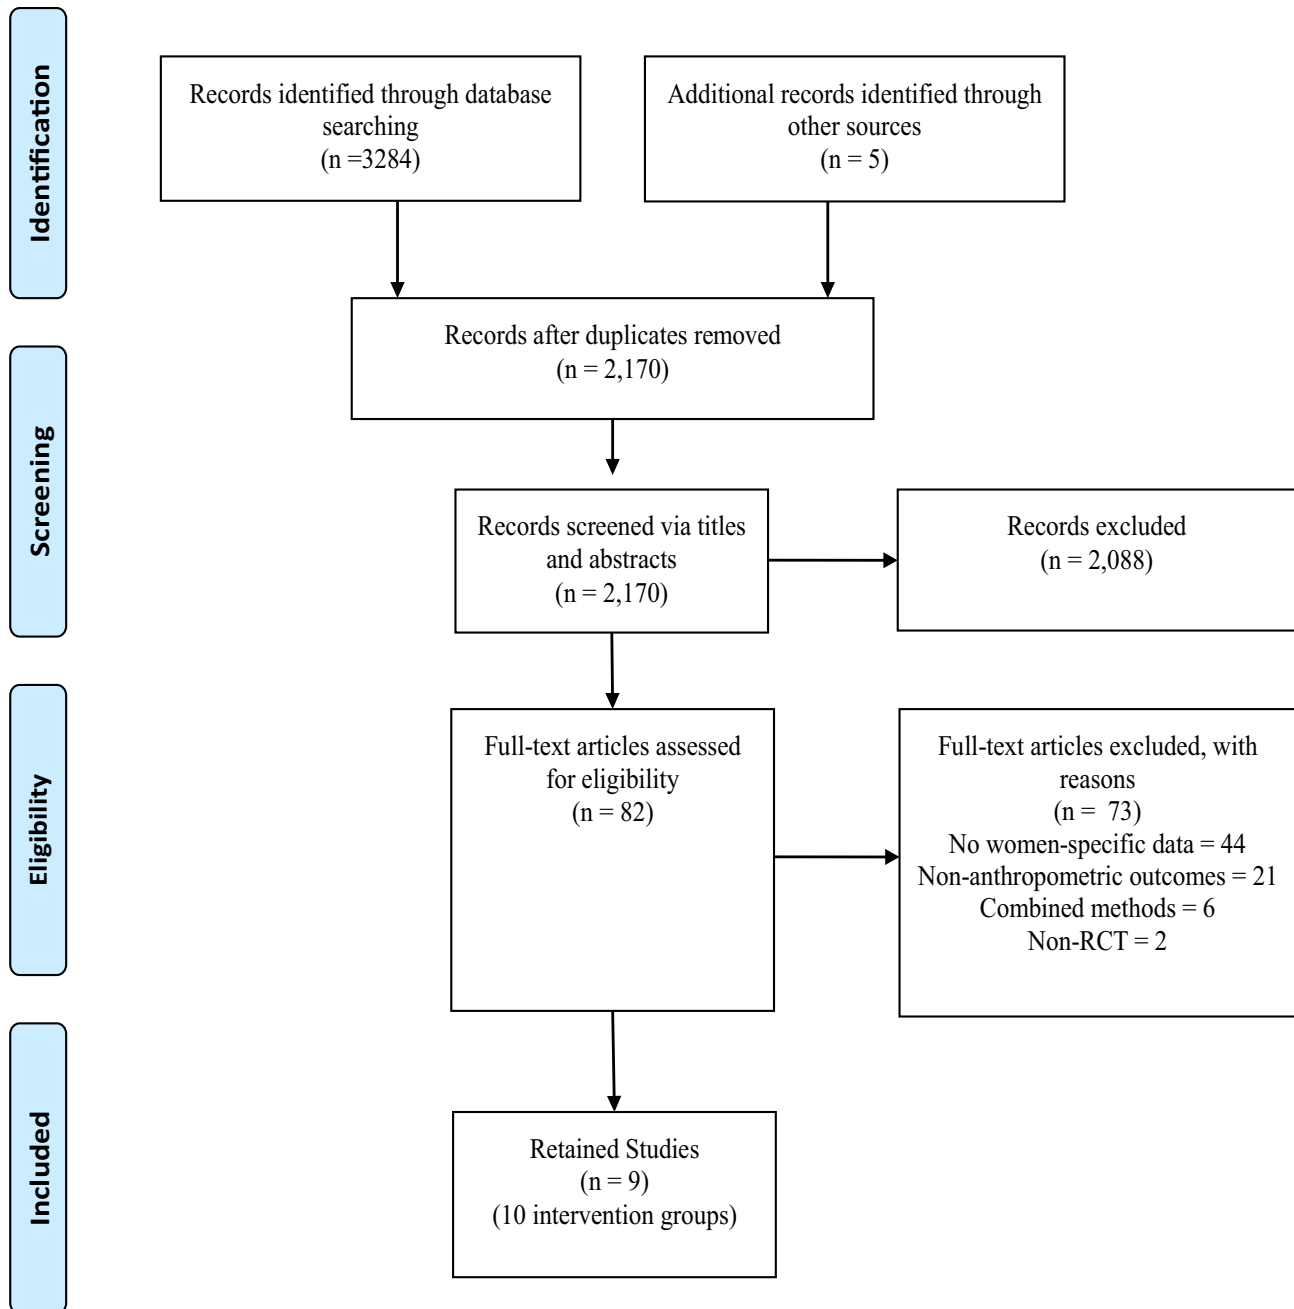 Identification
Records identified through database
searching
(n =3284)
Additional records identified through
other sources
(n = 5)
Records after duplicates removed
(n = 2,170)
Screening
Records screened via titles
and abstracts
(n = 2,170)
Records excluded
(n = 2,088)
Eligibility
Full-text articles assessed
for eligibility
(n = 82)
Full-text articles excluded, with
reasons
(n =  73)
No women-specific data = 44
Non-anthropometric outcomes = 21
Combined methods = 6
Non-RCT = 2
Included
Retained Studies
(n = 9)
(10 intervention groups)